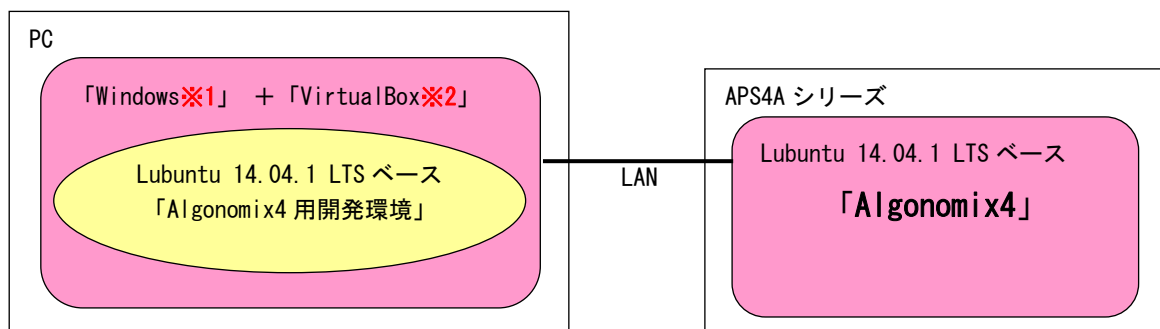 PC
「Windows※1」 ＋「VirtualBox※2」
Lubuntu 14.04.1 LTS ベース
「Algonomix4 用開発環境」
LAN
APS4A シリーズ
Lubuntu 14.04.1 LTS ベース
「Algonomix4」